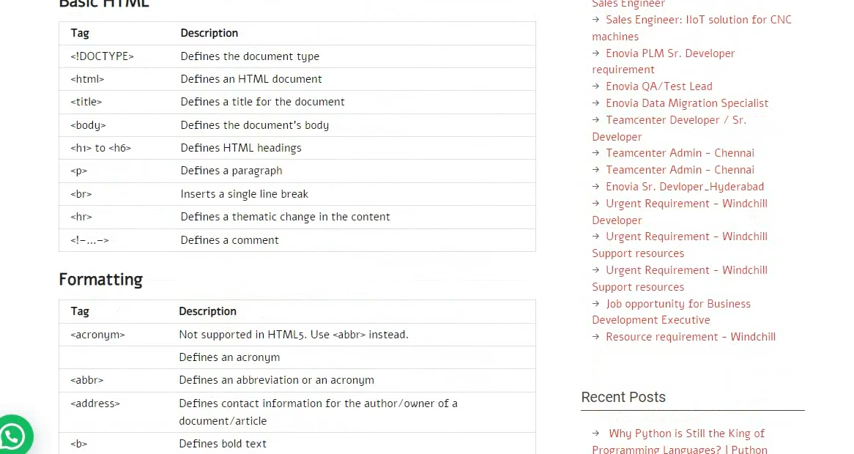 Basic HTML
Tag Description
<!DOCTYPE> Defines the document type
<html> Defines an HTML document
<title> Defines a title for the document
<body> Defines the document's body
<h1> to <h6> Defines HTML headings
<p> Defines a paragraph
<br> Inserts a single line break
<hr> Defines a thematic change in the content
<!–…–> Defines a comment
Formatting
Tag Description
<acronym> Not supported in HTML5. Use <abbr> instead.
Defines an acronym
<abbr> Defines an abbreviation or an acronym
<address> Defines contact information for the author/owner of a
document/article
<b> Defines bold text
Sales Engineer
→ Sales Engineer: IIoT solution for CNC
machines
→ Enovia PLM Sr. Developer
requirement
→ Enovia QA/Test Lead
→ Enovia Data Migration Specialist
→ Teamcenter Developer / Sr.
Developer
→ Teamcenter Admin – Chennai
→ Teamcenter Admin – Chennai
→ Enovia Sr. Devloper_Hyderabad
→ Urgent Requirement – Windchill
Developer
→ Urgent Requirement – Windchill
Support resources
→ Urgent Requirement – Windchill
Support resources
→ Job opportunity for Business
Development Executive
→ Resource requirement – Windchill
Recent Posts
→ Why Python is Still the King of
Programming Languages? | Python